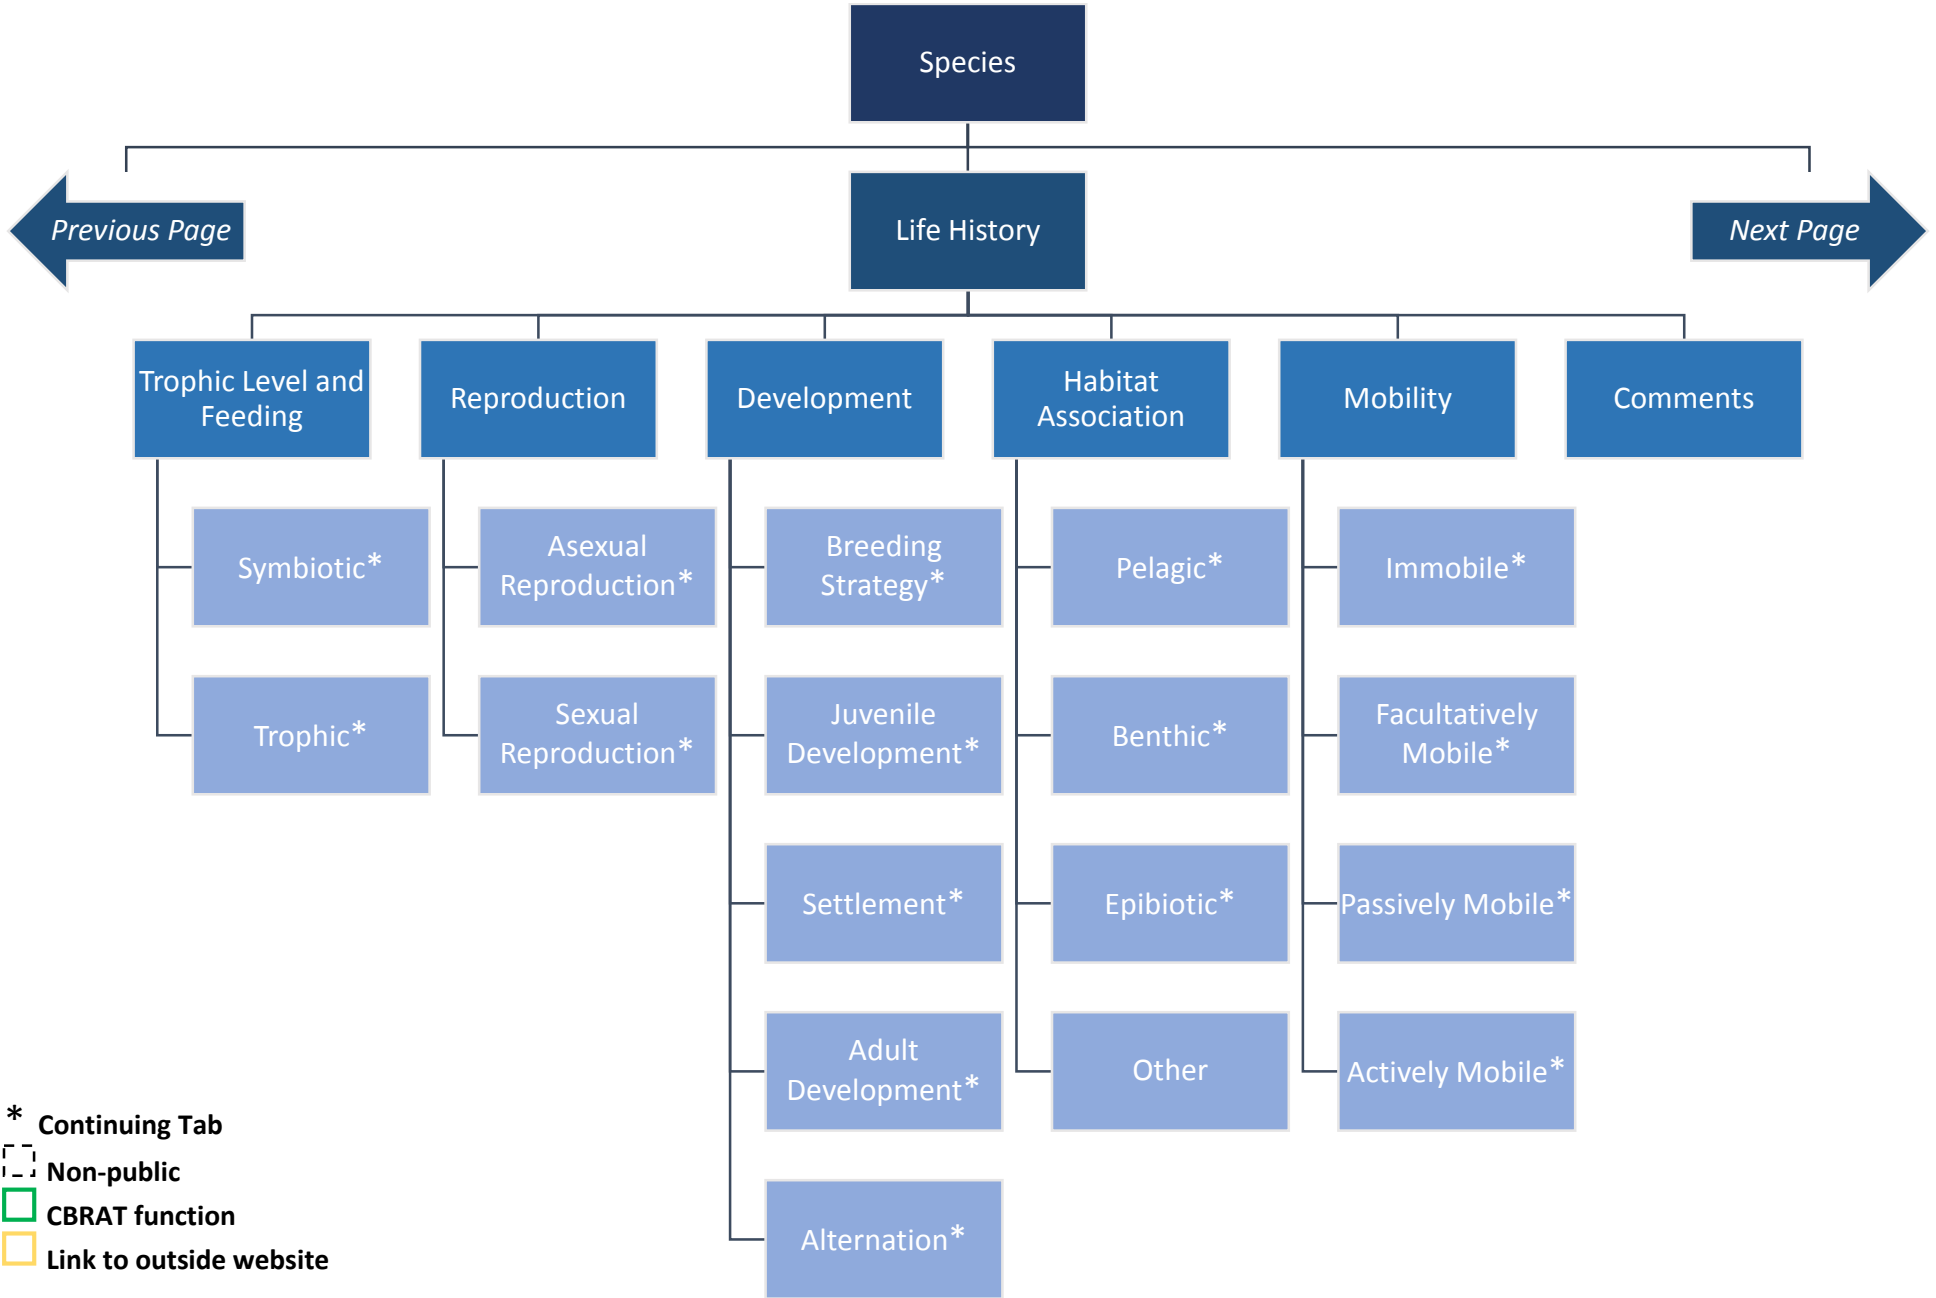 Species
Previous Page
Life History
Next Page
Trophic Level and
Feeding
Reproduction
Development
Habitat
Association
Mobility
Comments
Symbiotic*
Asexual
Reproduction*
Breeding
Strategy*
Pelagic*
Immobile*
Trophic*
Sexual
Reproduction*
Juvenile
Development*
Benthic*
Facultatively
Mobile*
Settlement*
Epibiotic*
Passively Mobile*
Adult
Development*
Other
Actively Mobile*
Alternation*
* Continuing Tab
Non-public
CBRAT function
Link to outside website